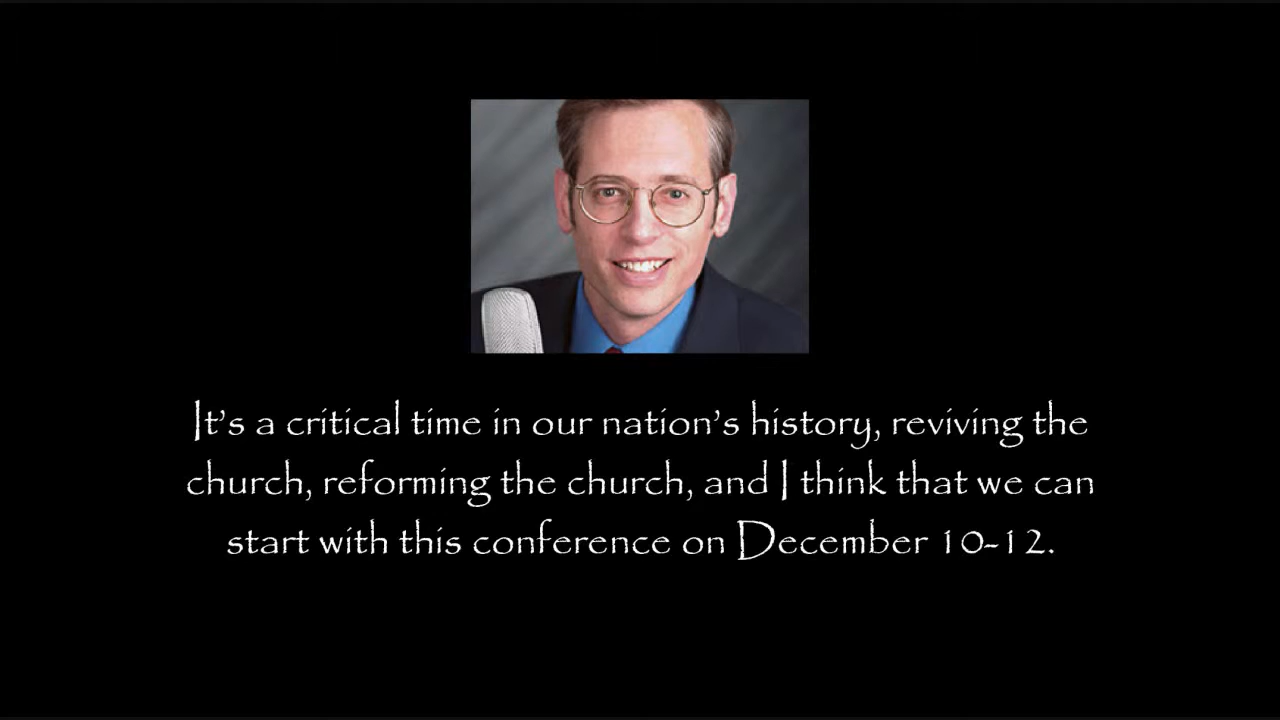 It's a critical time in our nation's history, reviving the
church, reforming the church, and I think that we can
start with this conference on December 10-12.